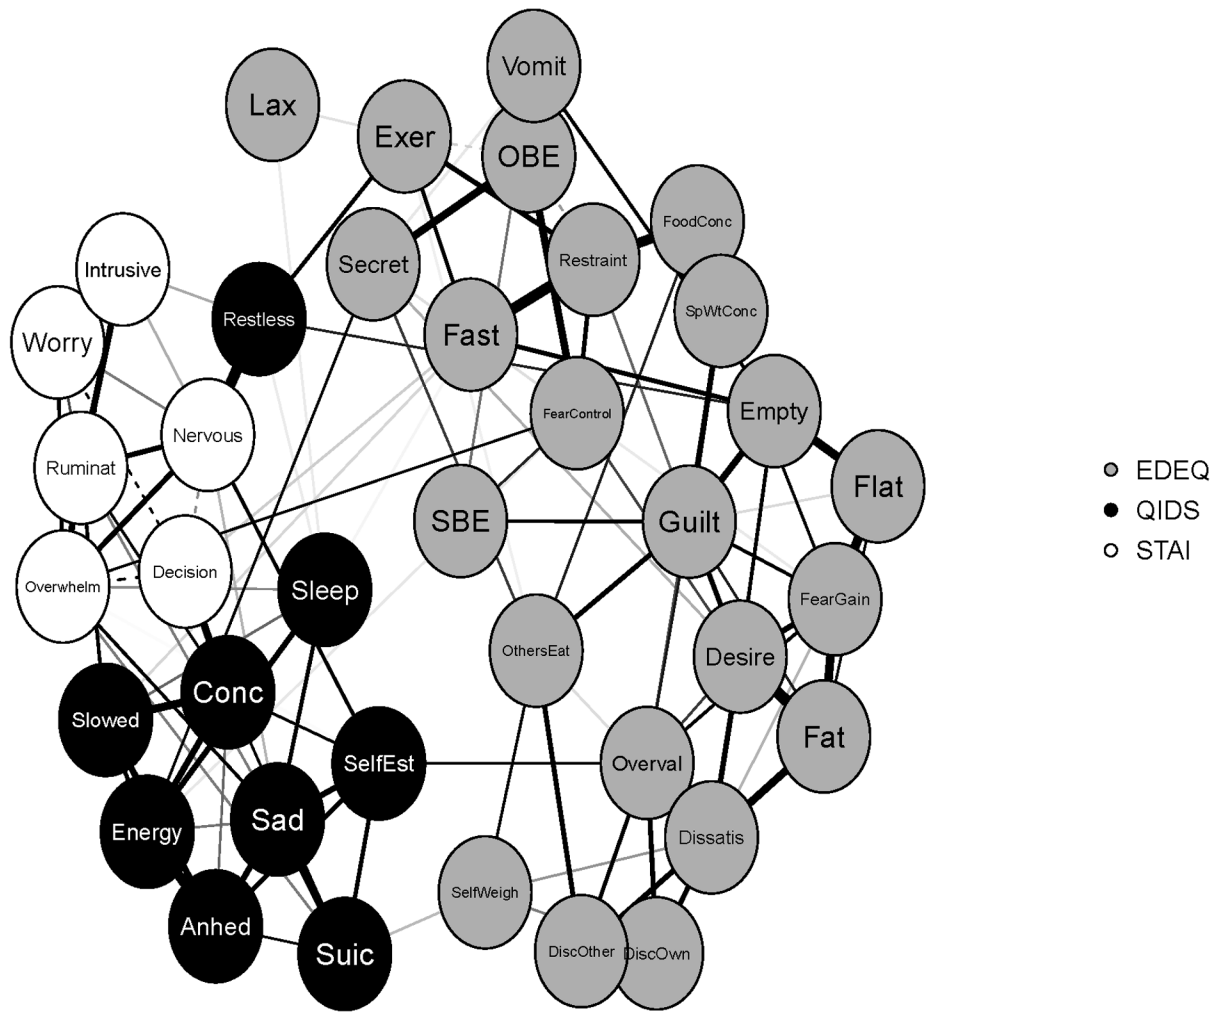 Vomit
Lax
Exer
OBE
FoodConc
Secret
Restraint
Intrusive
Restless
SpWtConc
Worry
Fast
FearControl
Empty
Nervous
Ruminat
Flat
EDEQ
SBE
Guilt
QIDS
STAI
Decision
Overwhelm
Sleep
FearGain
OthersEat
Desire
Conc
Slowed
Fat
SelfEst
Overval
Sad
Energy
Dissatis
SelfWeigh
Anhed
Suic
DiscOther
DiscOwn